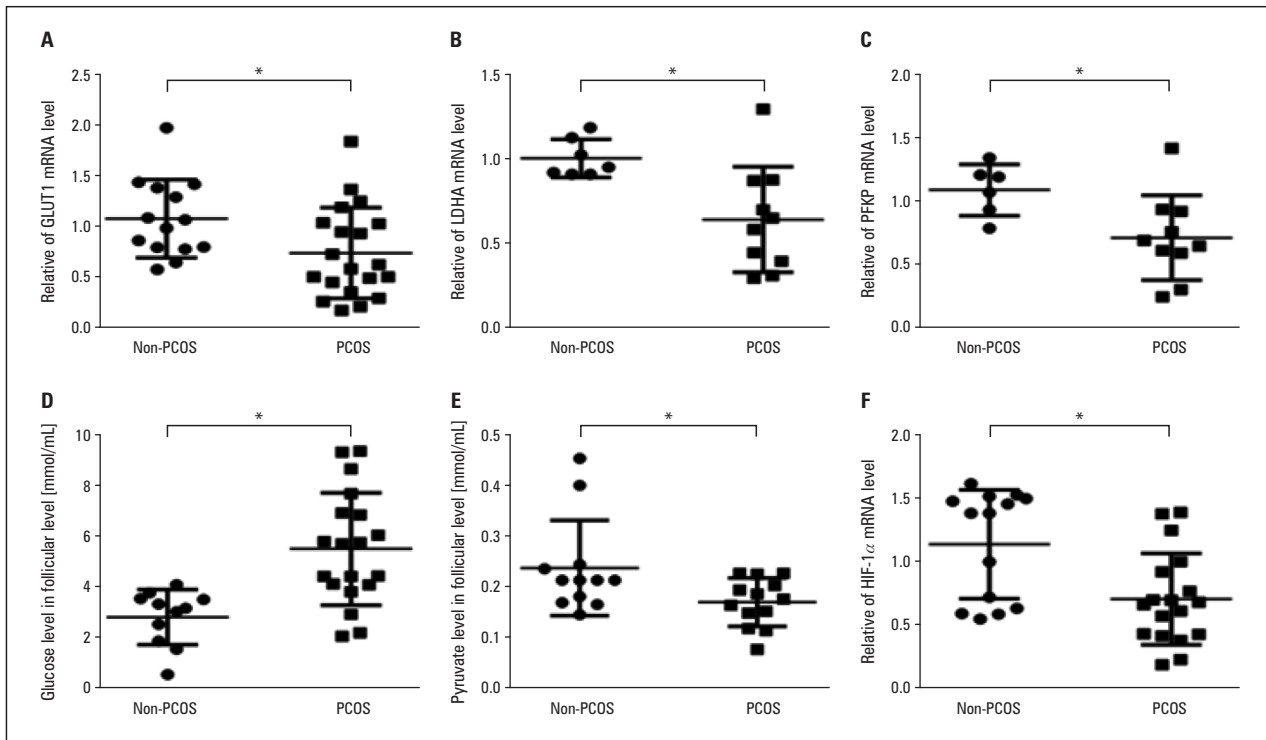 A
Relative of GLUT1 mRNA level
2.5
2.0
1.5
1.0
0.5
0.0
*
Non-PCOS
PCOS
B
Relative of LDHA mRNA level
1.5
1.0
0.5
0.0
*
Non-PCOS
PCOS
C
Relative of PFKP mRNA level
2.0
1.5
1.0
0.5
0.0
*
Non-PCOS
PCOS
D
Glucose level in follicular level [mmol/mL]
10
8
6
4
2
0
*
Non-PCOS
PCOS
E
Pyruvate level in follicular level [mmol/mL]
0.5
0.4
0.3
0.2
0.1
0.0
*
Non-PCOS
PCOS
F
Relative of HIF-1α mRNA level
2.0
1.5
1.0
0.5
0.0
*
Non-PCOS
PCOS